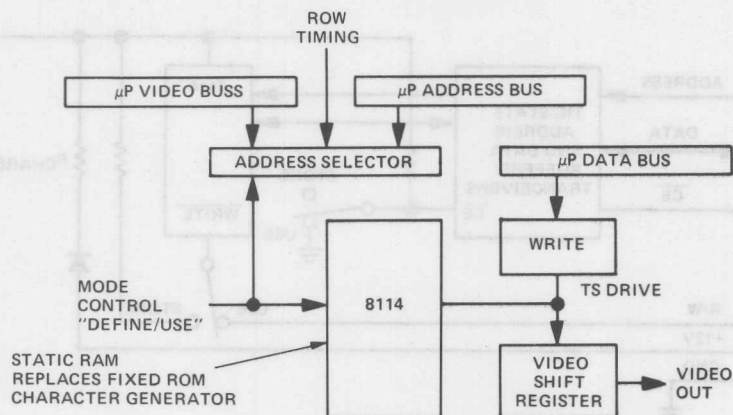 ROW
TIMING
µP VIDEO BUSS
µP ADDRESS BUS
ADDRESS SELECTOR
µP DATA BUS
WRITE
MODE
CONTROL
"DEFINE/USE"
8114
TS DRIVE
STATIC RAM
REPLACES FIXED ROM
CHARACTER GENERATOR
VIDEO
SHIFT
REGISTER
VIDEO
OUT